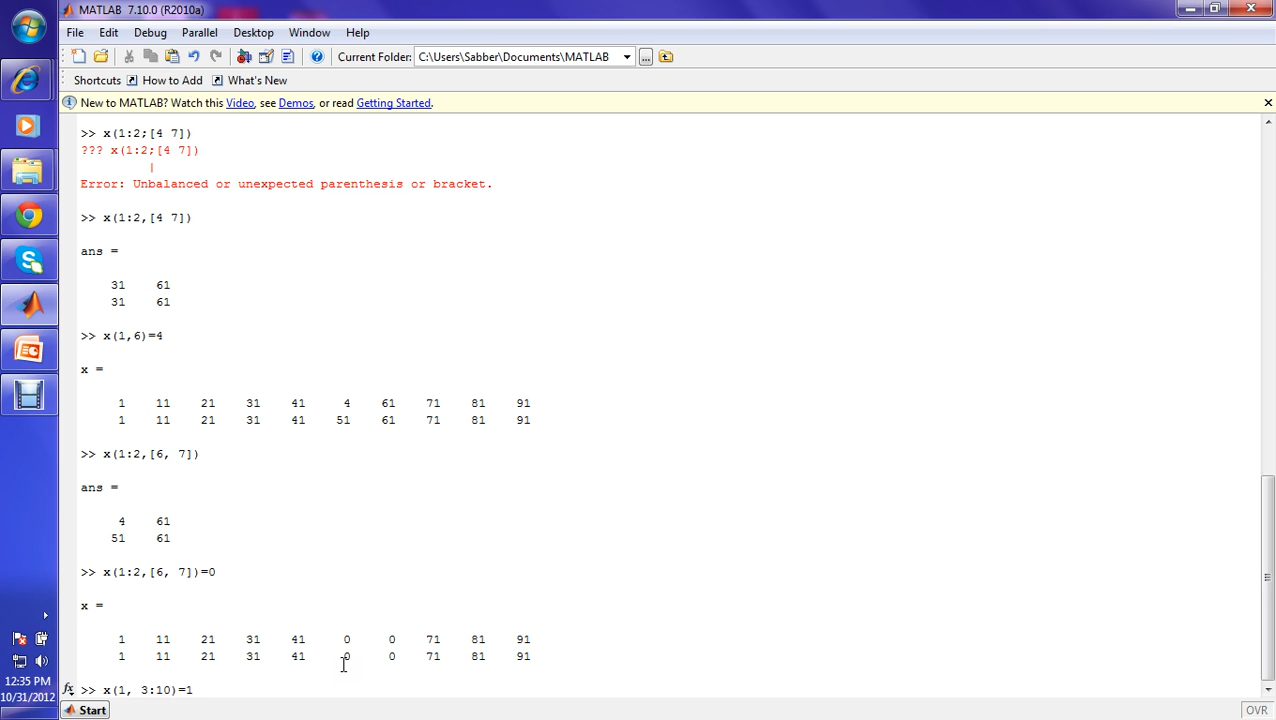 MATLAB 7.10.0 (R2010a)
File Edit Debug Parallel Desktop Window Help
Current Folder: C:\Users\Sabber\Documents\MATLAB ...
Shortcuts How to Add What's New
New to MATLAB? Watch this Video, see Demos, or read Getting Started.
>> x(1:2;[4 7])
??? x(1:2;[4 7])
|
Error: Unbalanced or unexpected parenthesis or bracket.
>> x(1:2,[4 7])
ans =
31 61
31 61
>> x(1,6)=4
x =
1 11 21 31 41 4 61 71 81 91
1 11 21 31 41 51 61 71 81 91
>> x(1:2,[6, 7])
ans =
4 61
51 61
>> x(1:2,[6, 7])=0
x =
1 11 21 31 41 0 0 71 81 91
1 11 21 31 41 0 0 71 81 91
fx >> x(1, 3:10)=1
12:35 PM
10/31/2012
Start
OVR